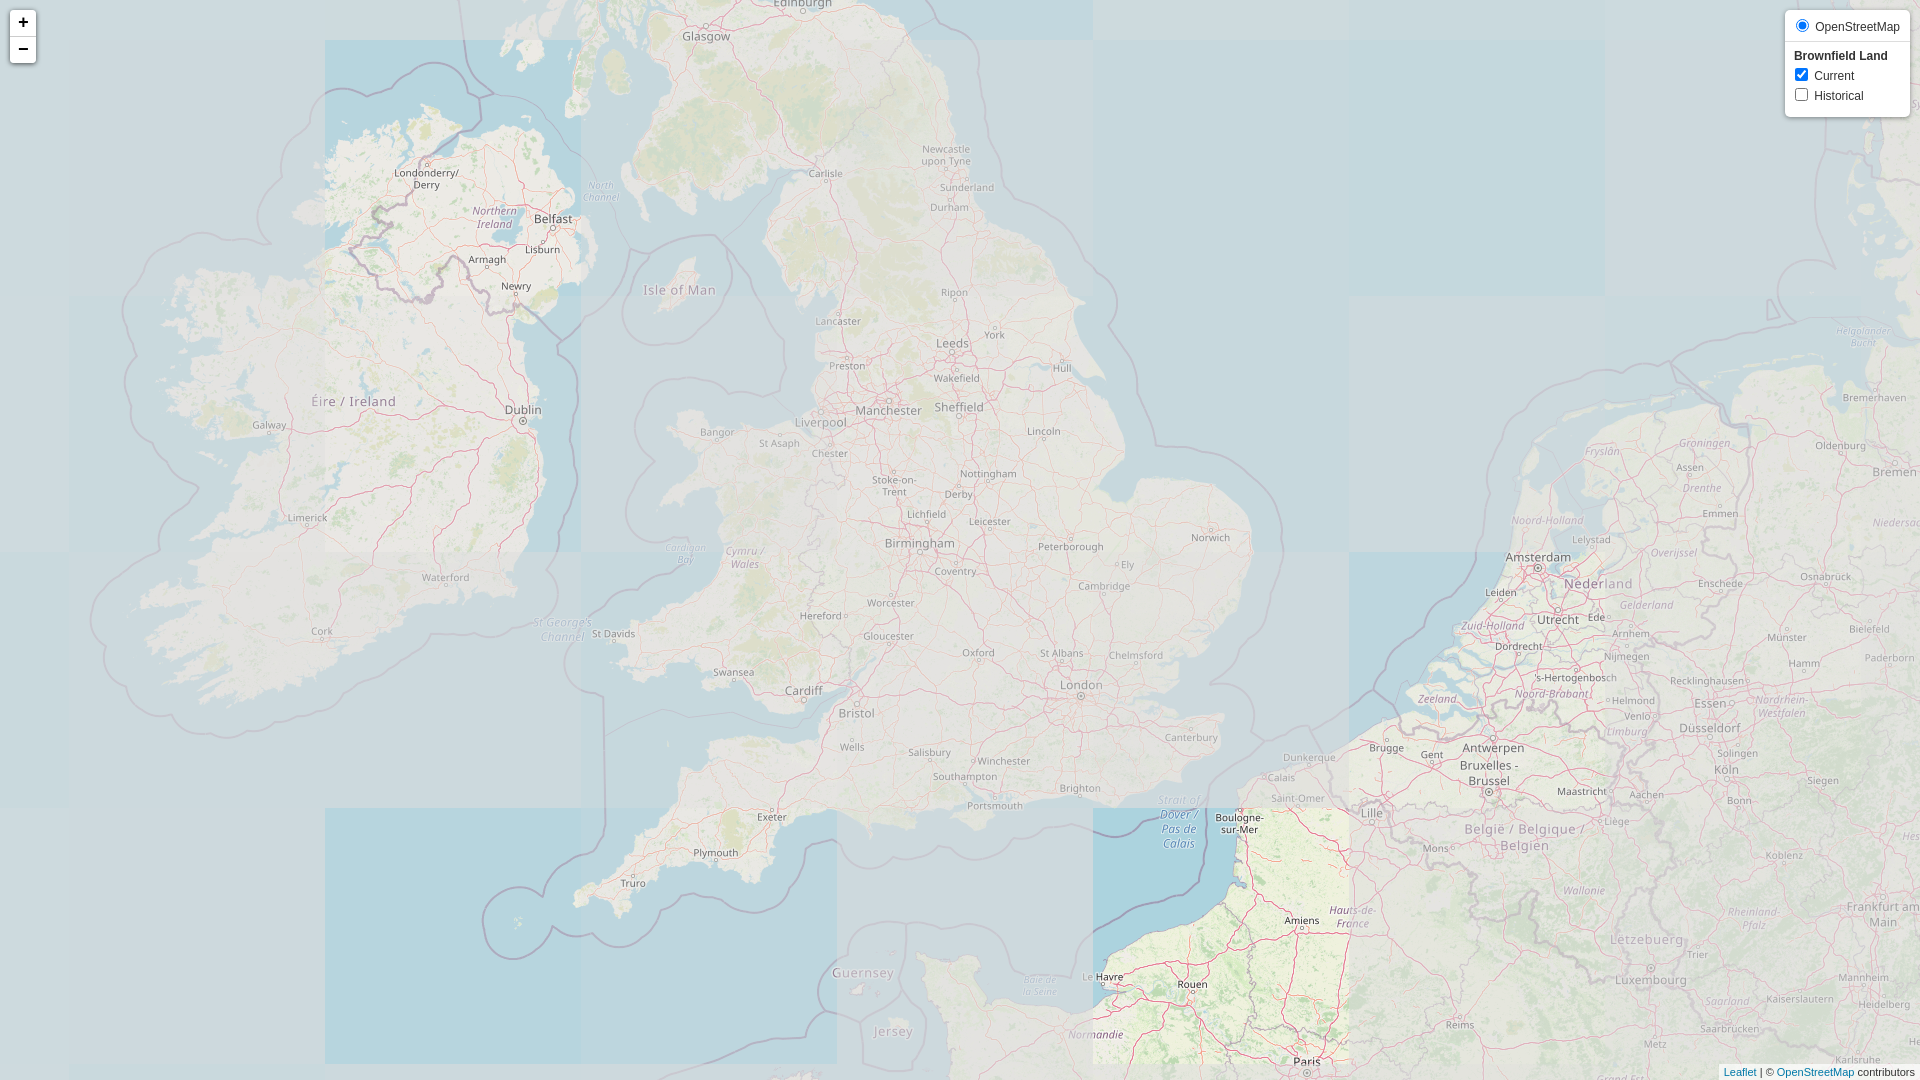 +
−
OpenStreetMap
Brownfield Land
Current
Historical
Edinburgh
Glasgow
Newcastle
upon Tyne
Londonderry/
Derry
Carlisle
North
Channel
Sunderland
Durham
Northern
Ireland
Belfast
Lisburn
Armagh
Newry
Isle of Man
Ripon
Lancaster
York
Leeds
Helgoländer
Bucht
Preston
Hull
Wakefield
Éire / Ireland
Dublin
Manchester
Sheffield
Bremerhaven
Galway
Liverpool
Bangor
St Asaph
Lincoln
Chester
Groningen
Oldenburg
Fryslân
Assen
Bremen
Stoke-on-
Trent
Nottingham
Derby
Drenthe
Limerick
Lichfield
Leicester
Emmen
Noord-Holland
Norwich
Lelystad
Birmingham
Peterborough
Cardigan
Bay
Cymru /
Wales
Amsterdam
Overijssel
Ely
Coventry
Waterford
Cambridge
Nederland
Enschede
Osnabrück
Leiden
Worcester
Gelderland
Hereford
St George's
Channel
Utrecht
Ede
Zuid-Holland
Cork
St Davids
Gloucester
Arnhem
Münster
Bielefeld
Dordrecht
Oxford
St Albans
Chelmsford
Nijmegen
Hamm
Paderborn
Swansea
's-Hertogenbosch
Recklinghausen
London
Cardiff
Zeeland
Noord-Brabant
Helmond
Essen
Nordrhein-
Westfalen
Bristol
Venlo
Düsseldorf
Limburg
Canterbury
Wells
Salisbury
Brugge
Gent
Antwerpen
Solingen
Winchester
Dunkerque
Bruxelles -
Brussel
Köln
Southampton
Calais
Siegen
Brighton
Maastricht
Aachen
Saint-Omer
Bonn
Portsmouth
Strait of
Dover /
Pas de
Calais
Lille
Exeter
Boulogne-
sur-Mer
Liège
België / Belgique /
Belgien
Mons
Plymouth
Koblenz
Truro
Wallonie
Hauts-de-
France
Amiens
Rheinland-
Pfalz
Frankfurt am
Main
Lëtzebuerg
Trier
Guernsey
Le Havre
Baie de
la Seine
Rouen
Luxembourg
Mannheim
Saarland
Kaiserslautern
Heidelberg
Jersey
Normandie
Reims
Saarbrücken
Metz
Paris
Karlsruhe
Grand Est
Leaflet | © OpenStreetMap contributors